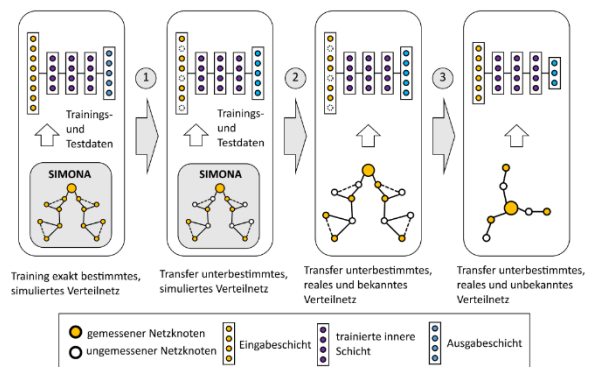 1
2
3
Trainings-
und
Testdaten
Trainings-
und
Testdaten
SIMONA
SIMONA
Training exakt bestimmtes,
simuliertes Verteilnetz
Transfer unterbestimmtes,
simuliertes Verteilnetz
Transfer unterbestimmtes,
reales und bekanntes
Verteilnetz
Transfer unterbestimmtes,
reales und unbekanntes
Verteilnetz
gemessener Netzknoten
ungemessener Netzknoten
Eingabeschicht
trainierte innere
Schicht
Ausgabeschicht